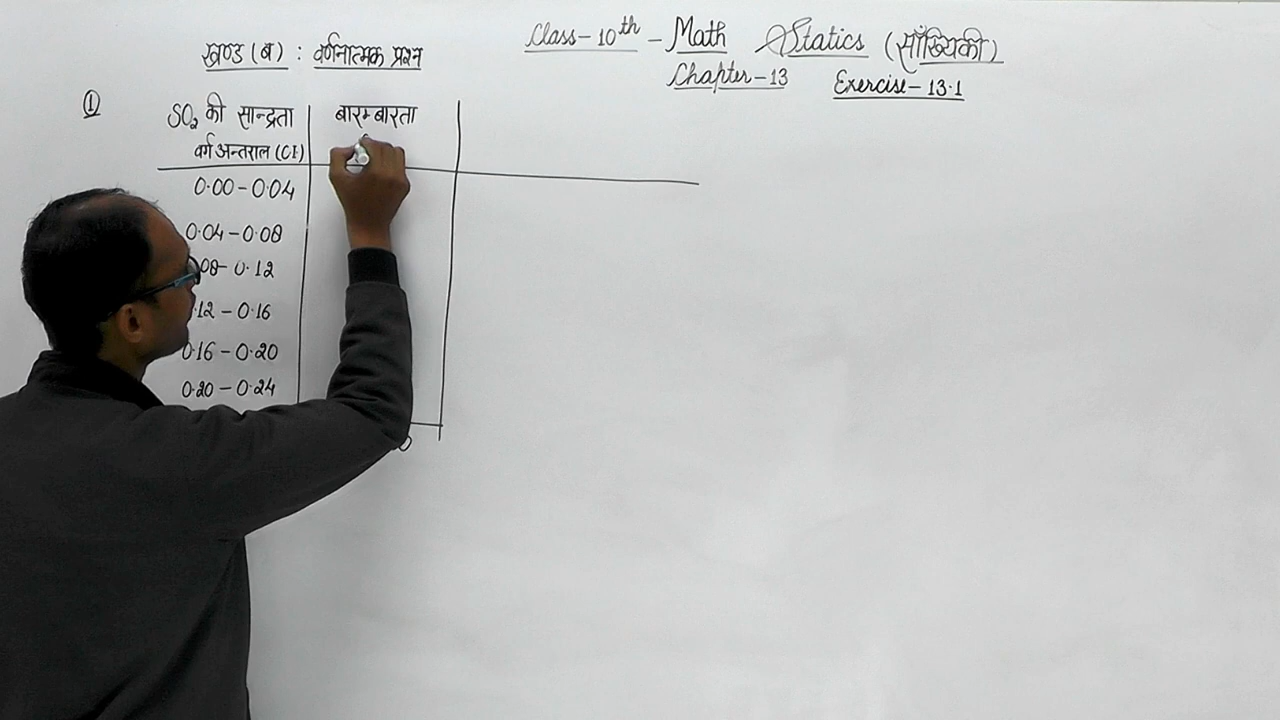 Class-10th-Math Statics (साँख्यिकी)
Chapter-13 Exercise-13.1
खण्ड (ब) : वर्णनात्मक प्रश्न
① SO₂ की सान्द्रता बारम्बारता
वर्ग अन्तराल (C.I)
0.00-0.04
0.04-0.08
08-0.12
.12-0.16
0.16-0.20
0.20-0.24